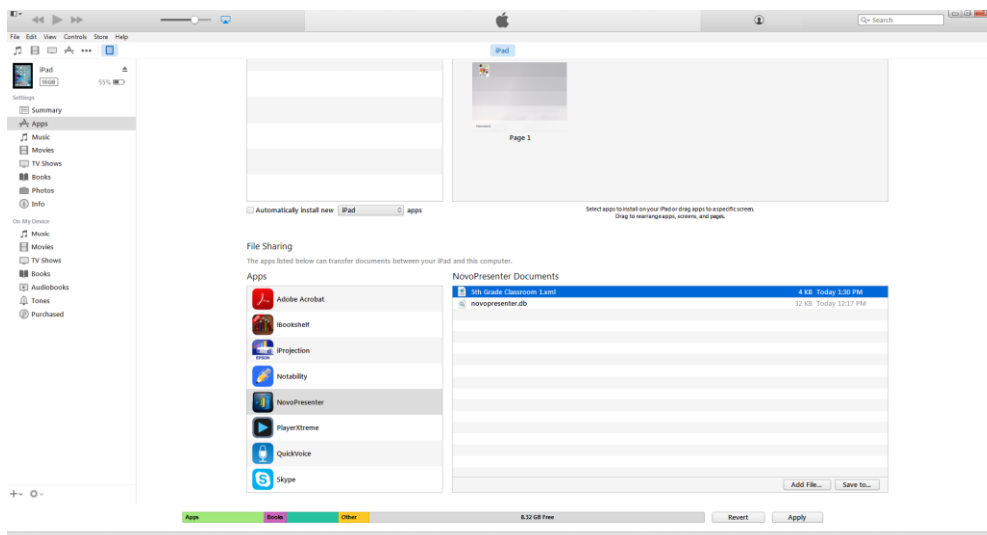 Search
File Edit View Controls Store Help
iPad
iPad
16GB 55%
Settings
Summary
Apps
Music
Movies
TV Shows
Books
Photos
Info
On My Device
Music
Movies
TV Shows
Books
Audiobooks
Tones
Purchased
Page 1
Automatically install new iPad apps
Select apps to install on your iPad or drag apps to a specific screen.
Drag to rearrange apps, screens, and pages.
File Sharing
The apps listed below can transfer documents between your iPad and this computer.
Apps
Adobe Acrobat
iBookshelf
EPSON
iProjection
Notability
NovoPresenter
PlayerXtreme
QuickVoice
Skype
NovoPresenter Documents
5th Grade Classroom 1.xml 4 KB Today 1:30 PM
novopresenter.db 32 KB Today 12:17 PM
Add File... Save to...
Apps Books Other 8.32 GB Free Revert Apply